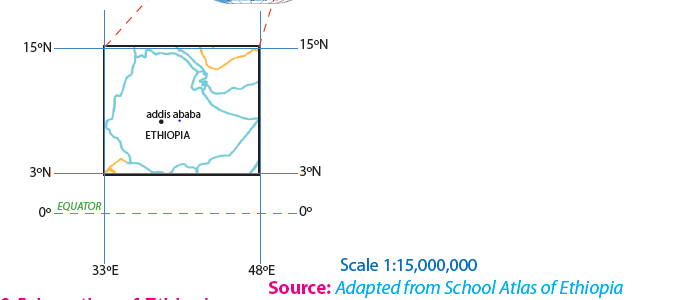 15ºN
15ºN
addis ababa
ETHIOPIA
3ºN
3ºN
EQUATOR
0º
0º
33ºE
48ºE
Scale 1:15,000,000
Source: Adapted from School Atlas of Ethiopia